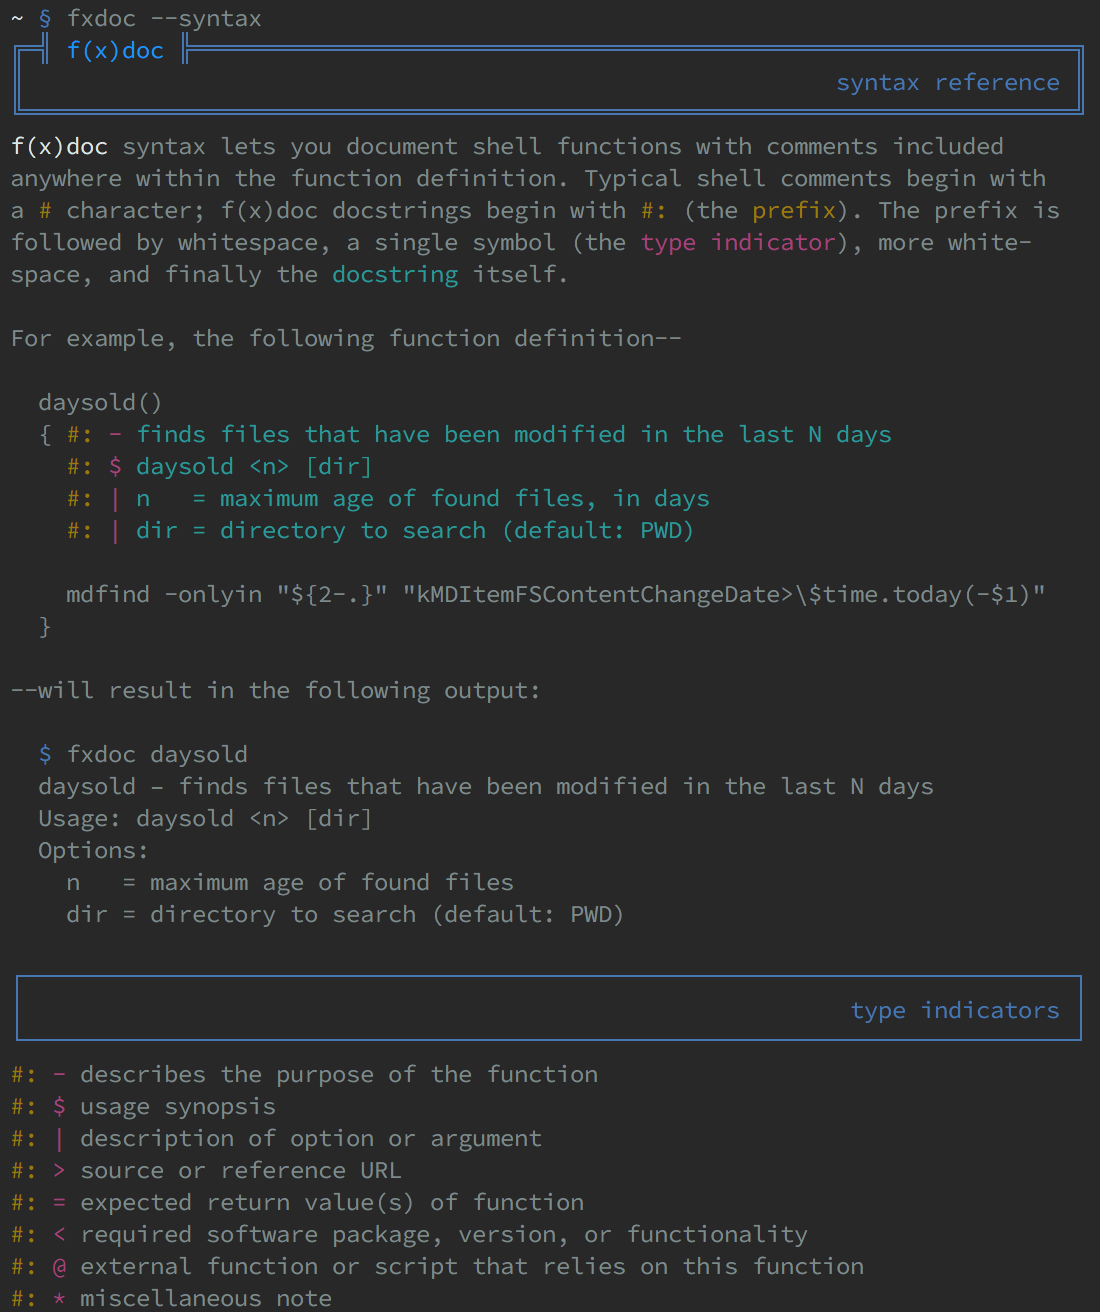 ~ § fxdoc --syntax
f(x)doc
syntax reference
f(x)doc syntax lets you document shell functions with comments included
anywhere within the function definition. Typical shell comments begin with
a # character; f(x)doc docstrings begin with #: (the prefix). The prefix is
followed by whitespace, a single symbol (the type indicator), more white-
space, and finally the docstring itself.
For example, the following function definition--
daysold()
{ #: - finds files that have been modified in the last N days
#: $ daysold <n> [dir]
#: | n   = maximum age of found files, in days
#: | dir = directory to search (default: PWD)
mdfind -onlyin "${2-.}" "kMDItemFSContentChangeDate>\$time.today(-$1)"
}
--will result in the following output:
$ fxdoc daysold
daysold – finds files that have been modified in the last N days
Usage: daysold <n> [dir]
Options:
n   = maximum age of found files
dir = directory to search (default: PWD)
type indicators
#: - describes the purpose of the function
#: $ usage synopsis
#: | description of option or argument
#: > source or reference URL
#: = expected return value(s) of function
#: < required software package, version, or functionality
#: @ external function or script that relies on this function
#: * miscellaneous note